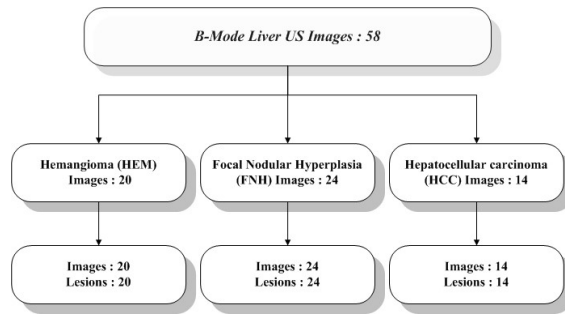 B-Mode Liver US Images : 58
Hemangioma (HEM)
Images : 20
Focal Nodular Hyperplasia
(FNH) Images : 24
Hepatocellular carcinoma
(HCC) Images : 14
Images : 20
Lesions : 20
Images : 24
Lesions : 24
Images : 14
Lesions : 14